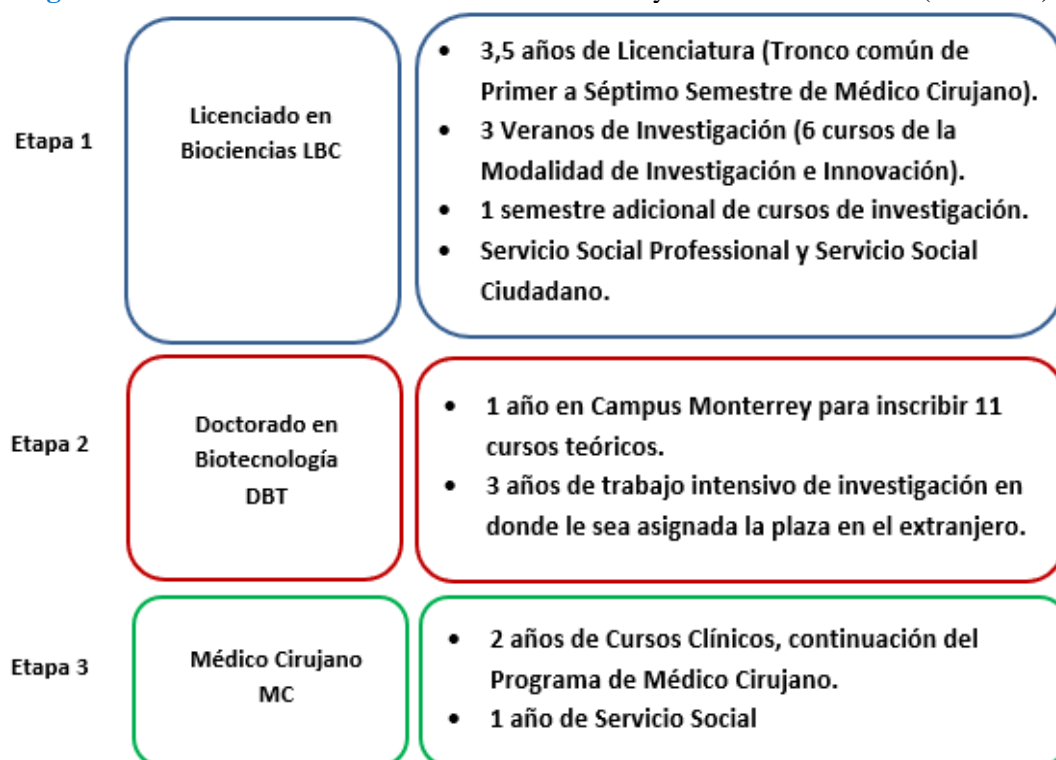 Etapa 1
Licenciado en
Biociencias LBC
• 3,5 años de Licenciatura (Tronco común de
Primer a Séptimo Semestre de Médico Cirujano).
• 3 Veranos de Investigación (6 cursos de la
Modalidad de Investigación e Innovación).
• 1 semestre adicional de cursos de investigación.
• Servicio Social Professional y Servicio Social
Ciudadano.
Etapa 2
Doctorado en
Biotecnología
DBT
• 1 año en Campus Monterrey para inscribir 11
cursos teóricos.
• 3 años de trabajo intensivo de investigación en
donde le sea asignada la plaza en el extranjero.
Etapa 3
Médico Cirujano
MC
• 2 años de Cursos Clínicos, continuación del
Programa de Médico Cirujano.
• 1 año de Servicio Social